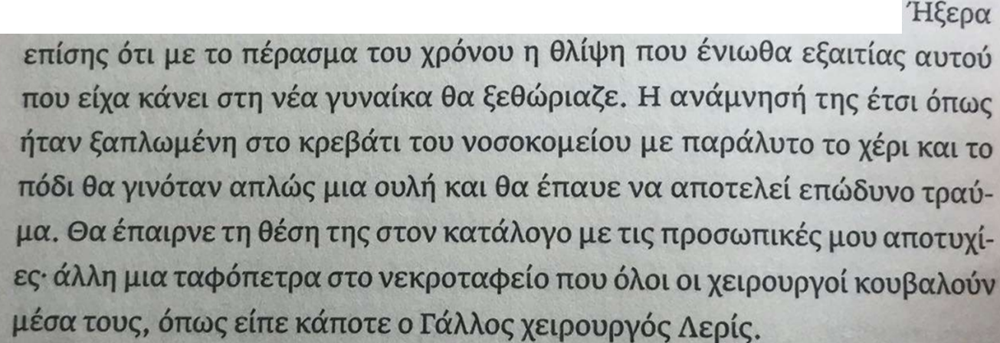 Ήξερα
επίσης ότι με το πέρασμα του χρόνου η θλίψη που ένιωθα εξαιτίας αυτού
που είχα κάνει στη νέα γυναίκα θα ξεθώριαζε. Η ανάμνησή της έτσι όπως
ήταν ξαπλωμένη στο κρεβάτι του νοσοκομείου με παράλυτο το χέρι και το
πόδι θα γινόταν απλώς μια ουλή και θα έπαυε να αποτελεί επώδυνο τραύ-
μα. Θα έπαιρνε τη θέση της στον κατάλογο με τις προσωπικές μου αποτυχί-
ες· άλλη μια ταφόπετρα στο νεκροταφείο που όλοι οι χειρουργοί κουβαλούν
μέσα τους, όπως είπε κάποτε ο Γάλλος χειρουργός Λερίς.